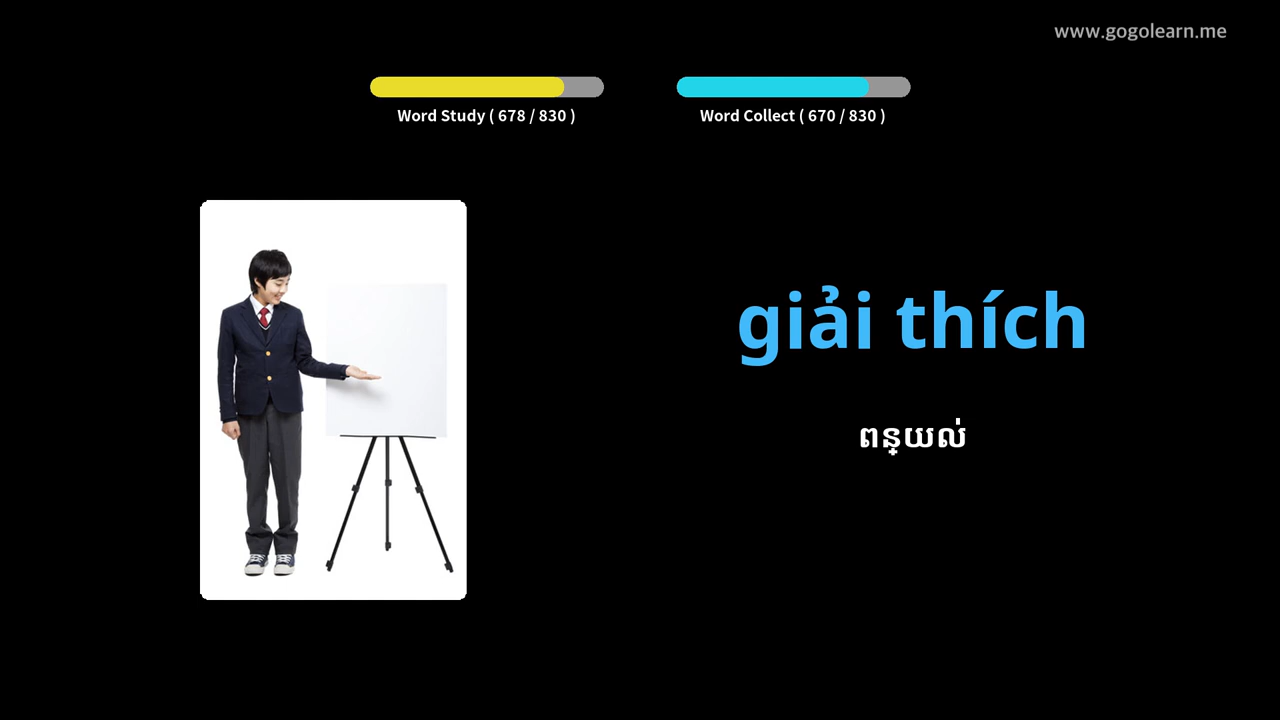 www.gogolearn.me
Word Study ( 678 / 830 )
Word Collect ( 670 / 830 )
giải thích
ពន្យល់